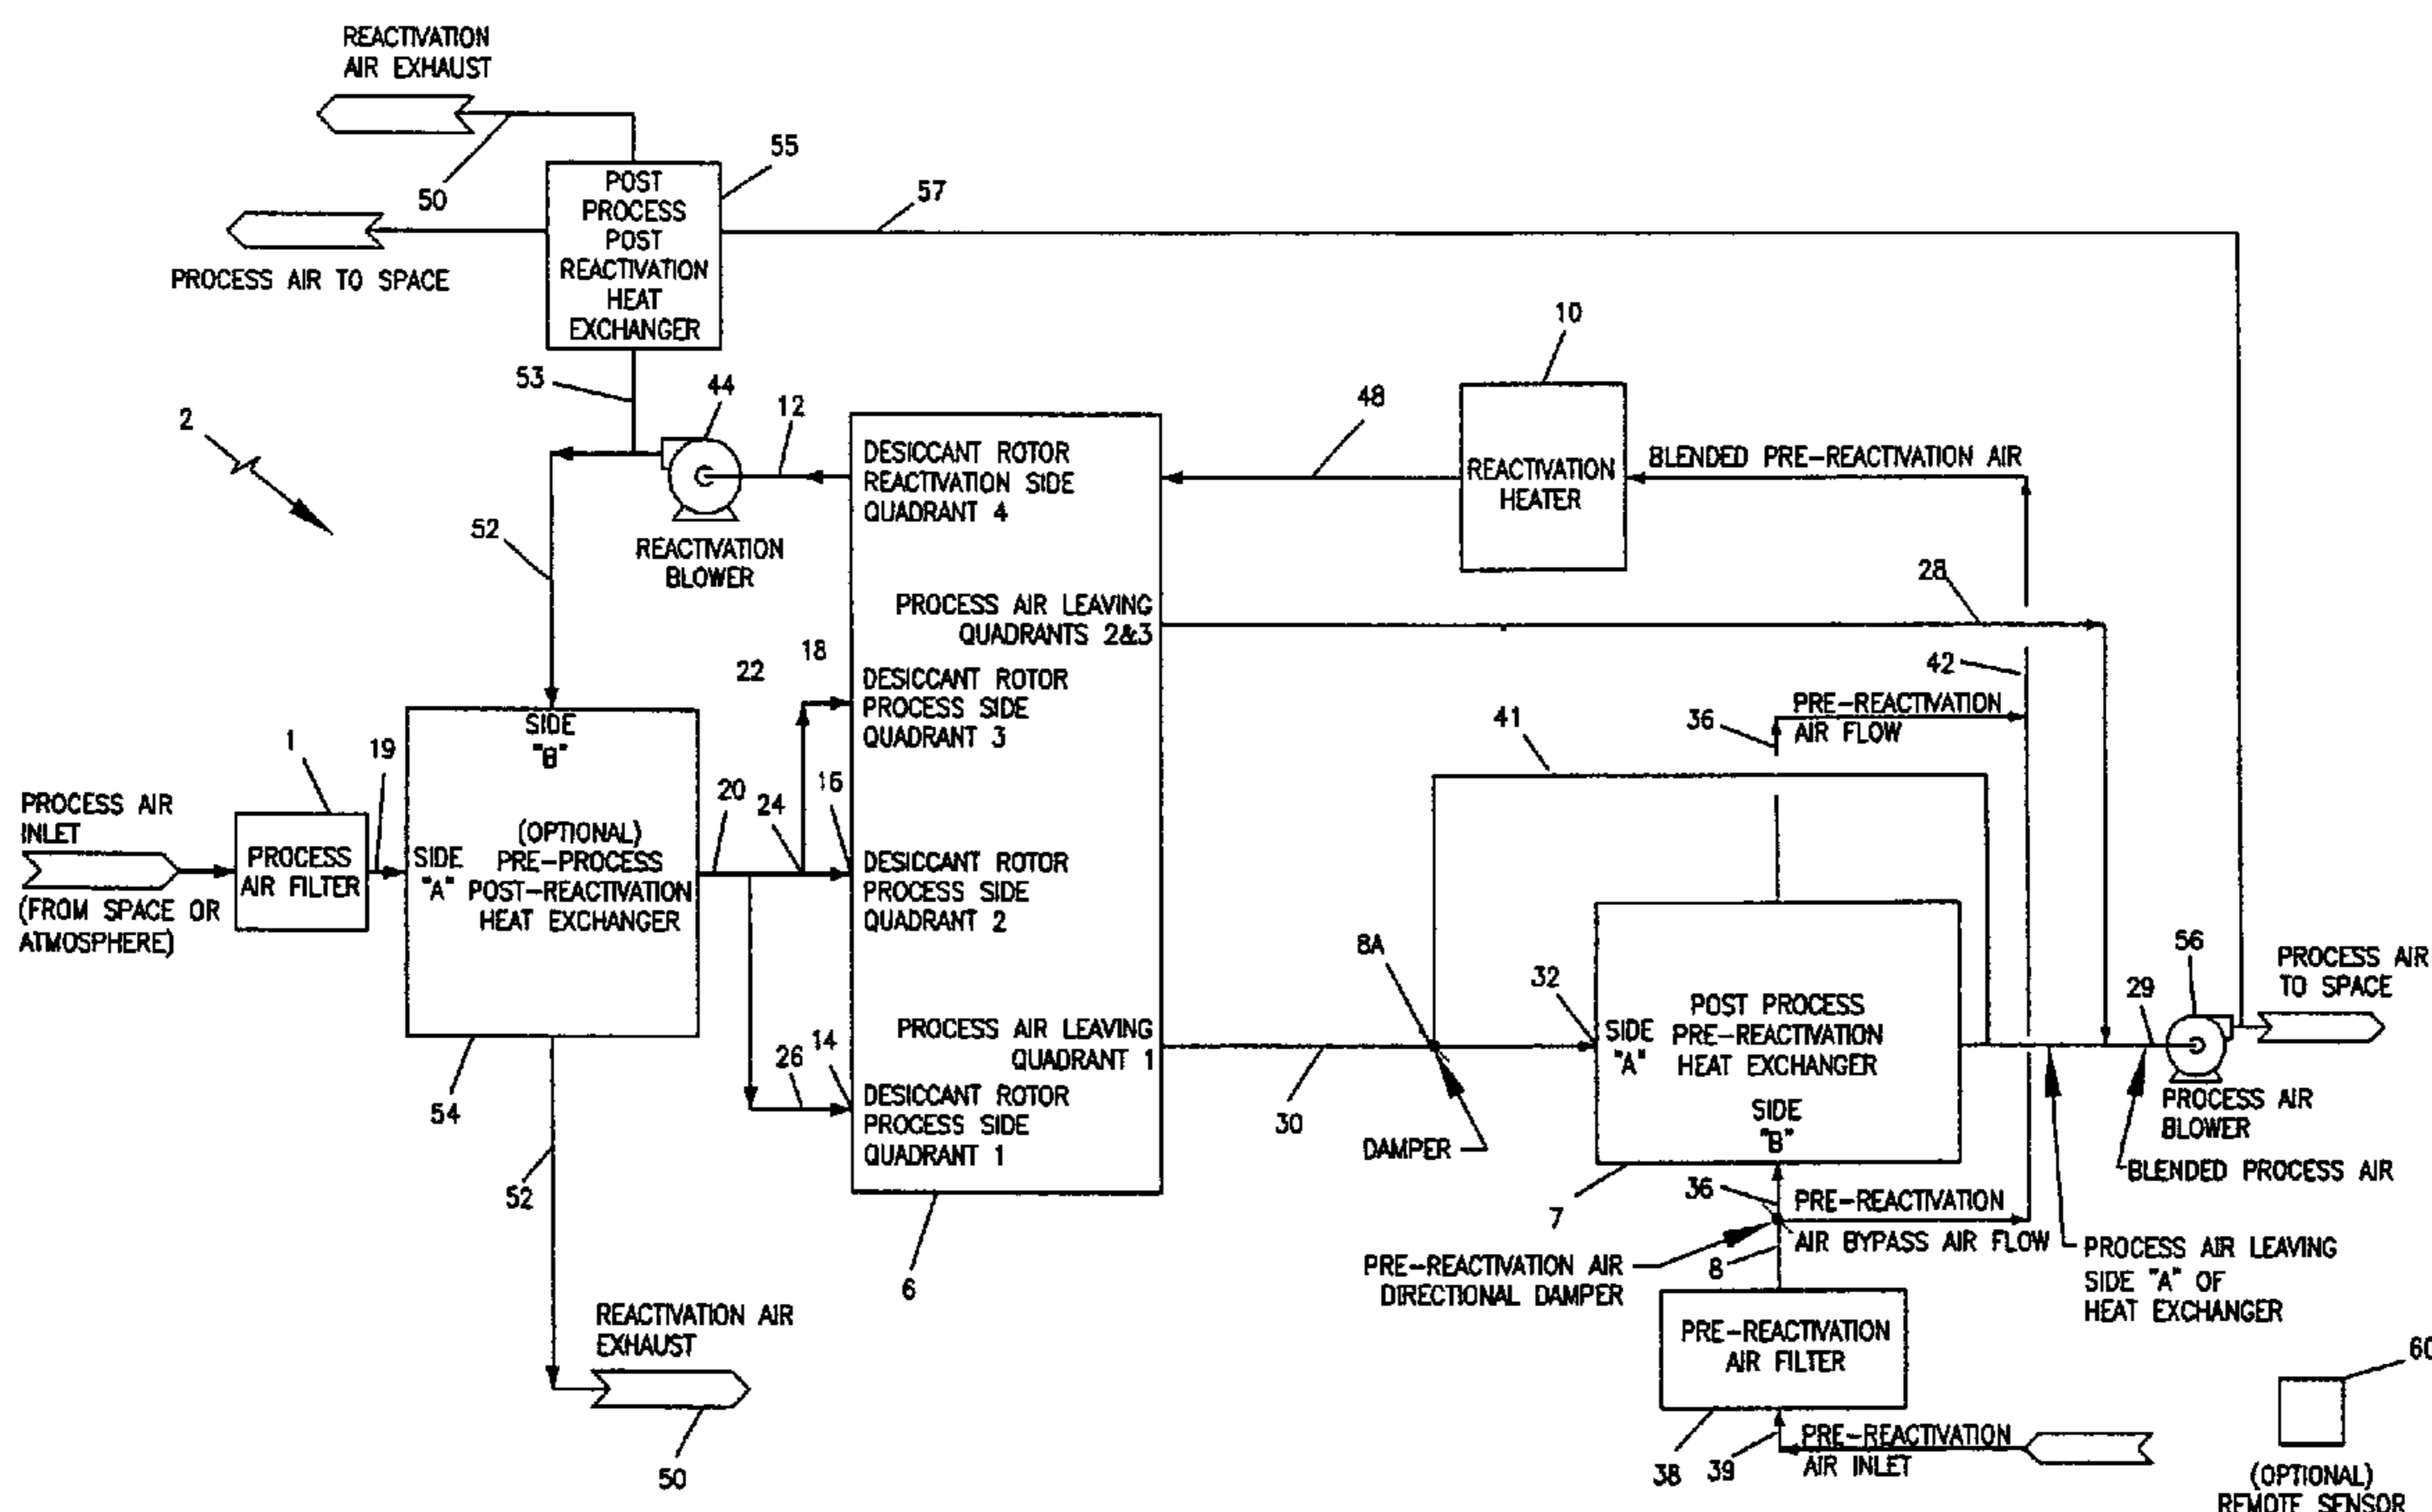 REACTIVATION
AIR EXHAUST
50
55
POST
PROCESS
POST
REACTIVATION
HEAT
EXCHANGER
57
PROCESS AIR TO SPACE
53
44
12
2
52
REACTIVATION
BLOWER
DESICCANT ROTOR
REACTIVATION SIDE
QUADRANT 4
48
10
REACTIVATION
HEATER
BLENDED PRE-REACTIVATION AIR
28
PROCESS AIR LEAVING
QUADRANTS 2&3
22
18
DESICCANT ROTOR
PROCESS SIDE
QUADRANT 3
42
36
PRE-REACTIVATION
AIR FLOW
41
1
19
PROCESS AIR
INLET
(FROM SPACE OR
ATMOSPHERE)
PROCESS
AIR FILTER
SIDE
"B"
SIDE
"A"
(OPTIONAL)
PRE-PROCESS
POST-REACTIVATION
HEAT EXCHANGER
20
24
16
DESICCANT ROTOR
PROCESS SIDE
QUADRANT 2
PROCESS AIR LEAVING
QUADRANT 1
26
14
DESICCANT ROTOR
PROCESS SIDE
QUADRANT 1
54
52
6
8A
32
30
DAMPER
SIDE
"A"
POST PROCESS
PRE-REACTIVATION
HEAT EXCHANGER
SIDE
"B"
56
29
PROCESS AIR
TO SPACE
PROCESS AIR
BLOWER
BLENDED PROCESS AIR
7
36
PRE-REACTIVATION
AIR BYPASS AIR FLOW
8
PRE-REACTIVATION AIR
DIRECTIONAL DAMPER
PROCESS AIR LEAVING
SIDE "A" OF
HEAT EXCHANGER
REACTIVATION AIR
EXHAUST
50
PRE-REACTIVATION
AIR FILTER
38
39
PRE-REACTIVATION
AIR INLET
60
(OPTIONAL)
REMOTE SENSOR